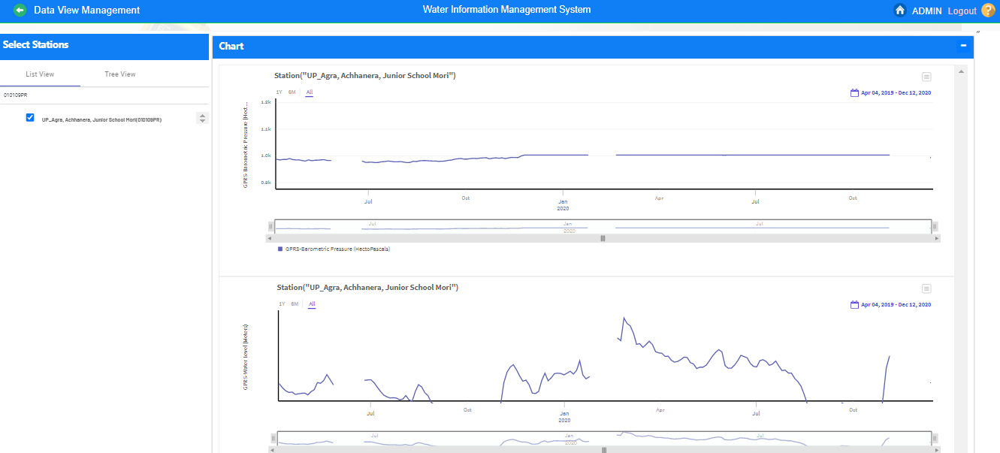 Data View Management
Water Information Management System
ADMIN Logout ?
Select Stations
List View Tree View
010109PR
UP_Agra, Achhanera, Junior School Mori(010109PR)
Chart
Station("UP_Agra, Achhanera, Junior School Mori")
1Y 6M All
Apr 04, 2019 - Dec 12, 2020
GPRS-Barometric Pressure (Hect...
1.2k
1.1k
1.0k
0.9k
Jul Oct Jan Apr Jul Oct
2020
Jul Jan Jul
2020
GPRS-Barometric Pressure (HectoPascals)
Station("UP_Agra, Achhanera, Junior School Mori")
1Y 6M All
Apr 04, 2019 - Dec 12, 2020
GPRS-Water level (Meters)
Jul Oct Jan Apr Jul Oct
2020
Jul Jan Jul
2020